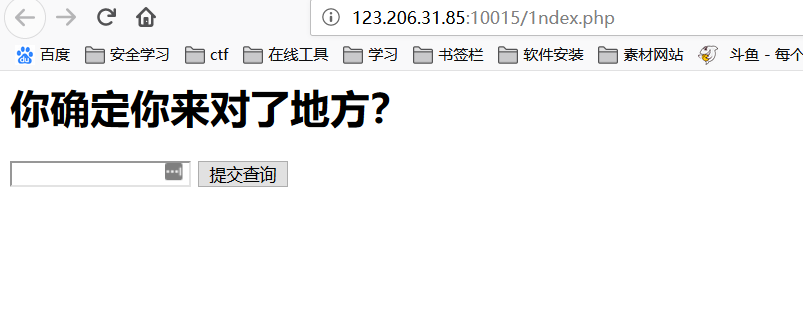 123.206.31.85:10015/1ndex.php
百度 安全学习 ctf 在线工具 学习 书签栏 软件安装 素材网站 斗鱼 - 每个
你确定你来对了地方？
提交查询